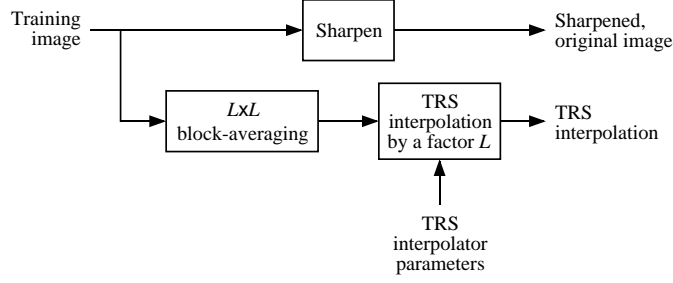 Training
image
Sharpen
Sharpened,
original image
LxL
block-averaging
TRS
interpolation
by a factor L
TRS
interpolation
TRS
interpolator
parameters